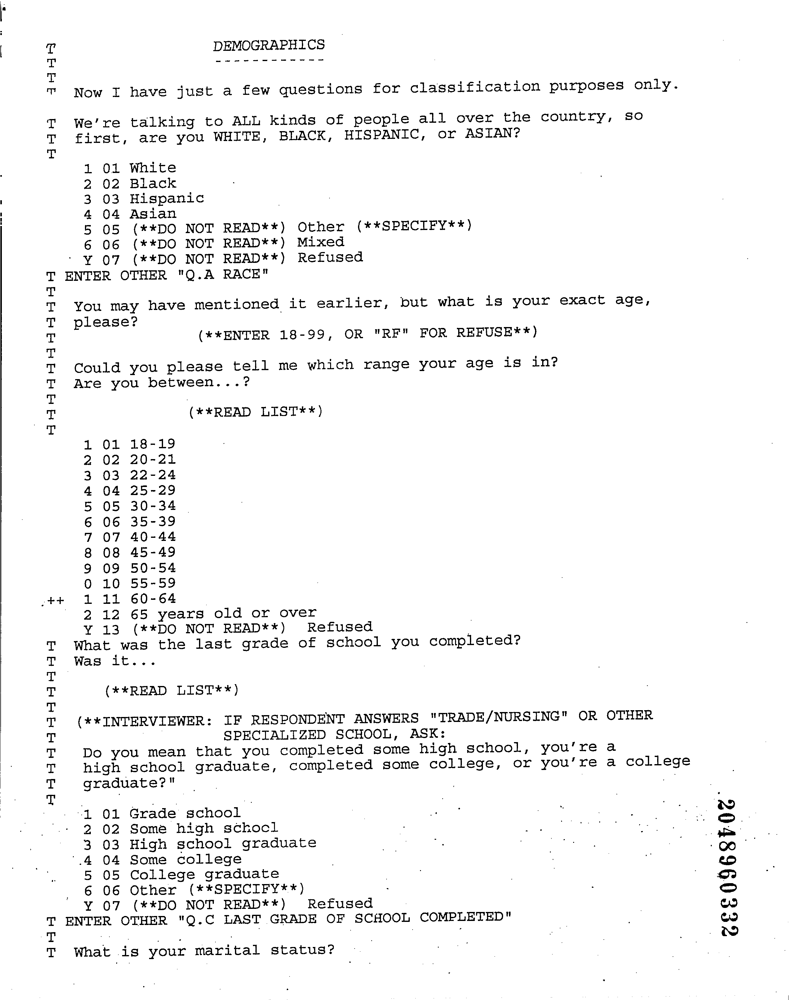 T DEMOGRAPHICS
T ------------
T
T Now I have just a few questions for classification purposes only.
T We're talking to ALL kinds of people all over the country, so
T first, are you WHITE, BLACK, HISPANIC, or ASIAN?
T
1 01 White
2 02 Black
3 03 Hispanic
4 04 Asian
5 05 (**DO NOT READ**) Other (**SPECIFY**)
6 06 (**DO NOT READ**) Mixed
Y 07 (**DO NOT READ**) Refused
T ENTER OTHER "Q.A RACE"
T
T You may have mentioned it earlier, but what is your exact age,
T please?
T (**ENTER 18-99, OR "RF" FOR REFUSE**)
T
T Could you please tell me which range your age is in?
T Are you between...?
T
T (**READ LIST**)
T
1 01 18-19
2 02 20-21
3 03 22-24
4 04 25-29
5 05 30-34
6 06 35-39
7 07 40-44
8 08 45-49
9 09 50-54
0 10 55-59
++ 1 11 60-64
2 12 65 years old or over
Y 13 (**DO NOT READ**) Refused
T What was the last grade of school you completed?
T Was it...
T
T (**READ LIST**)
T
T (**INTERVIEWER: IF RESPONDENT ANSWERS "TRADE/NURSING" OR OTHER
T SPECIALIZED SCHOOL, ASK:
T Do you mean that you completed some high school, you're a
T high school graduate, completed some college, or you're a college
T graduate?"
T
1 01 Grade school
2 02 Some high school
3 03 High school graduate
4 04 Some college
5 05 College graduate
6 06 Other (**SPECIFY**)
Y 07 (**DO NOT READ**) Refused
T ENTER OTHER "Q.C LAST GRADE OF SCHOOL COMPLETED"
T
T What is your marital status?
2048960332